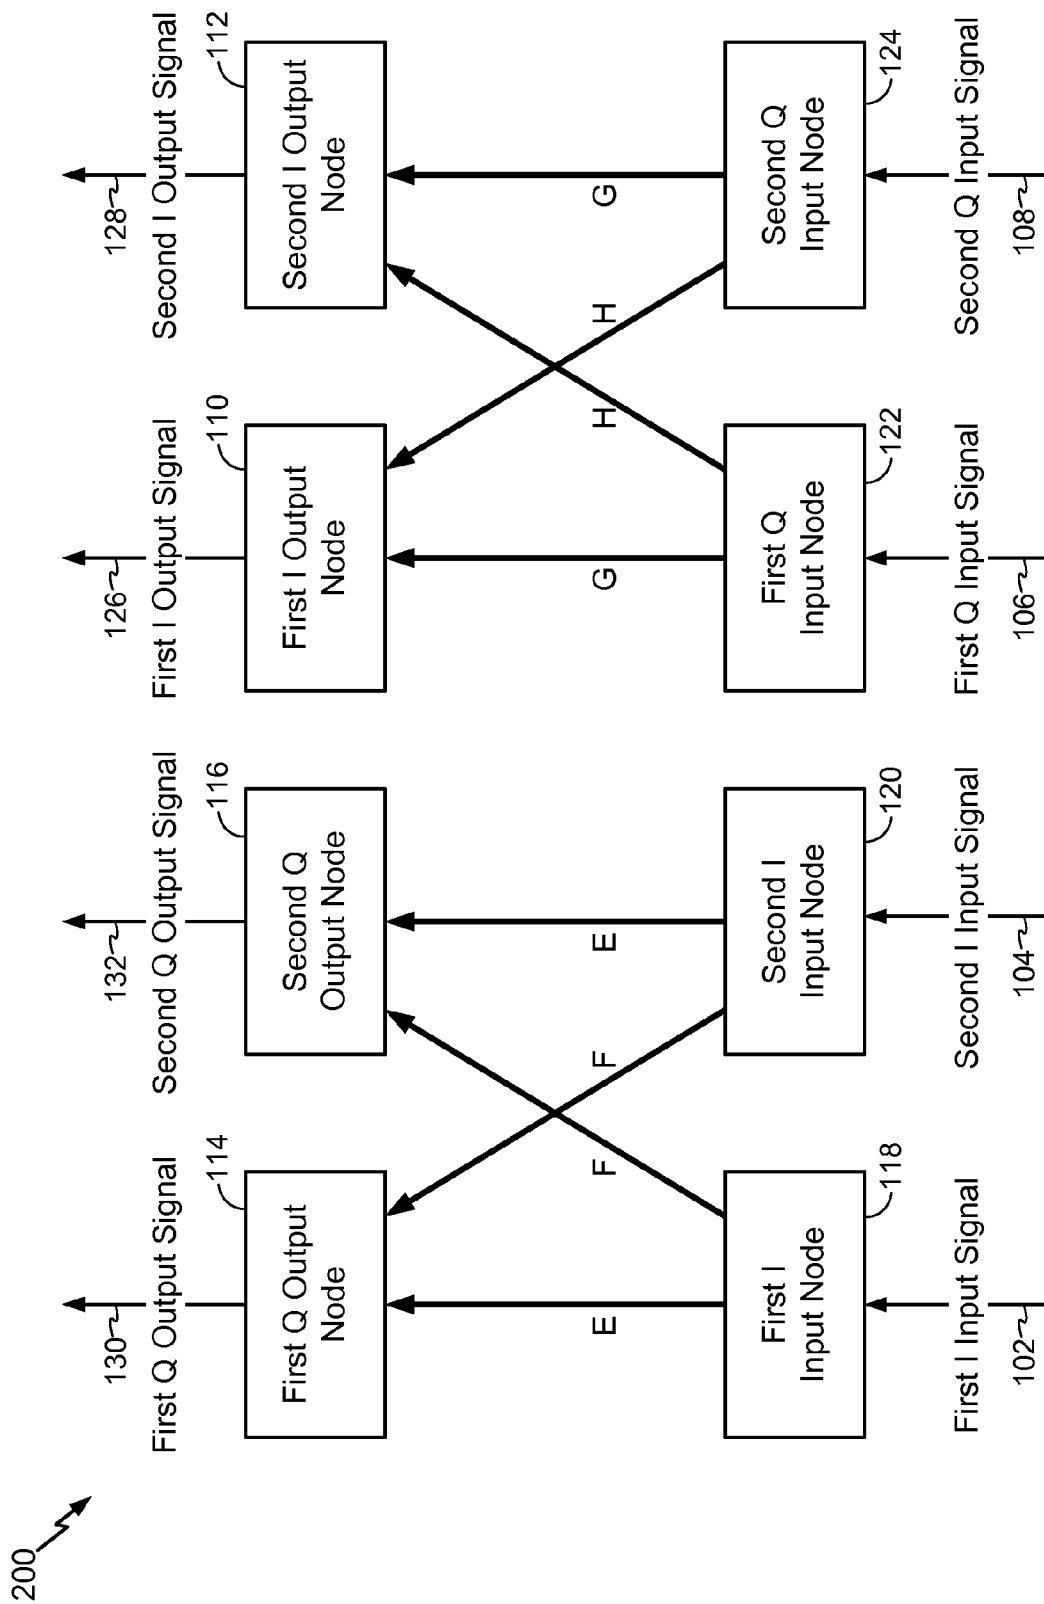 200
130
First Q Output Signal
132
Second Q Output Signal
126
First I Output Signal
128
Second I Output Signal
114
First Q Output
Node
116
Second Q
Output Node
110
First I Output
Node
112
Second I Output
Node
E
F
F
E
G
H
H
G
First I
Input Node
118
Second I
Input Node
120
First Q
Input Node
122
Second Q
Input Node
124
First I Input Signal
102
Second I Input Signal
104
First Q Input Signal
106
Second Q Input Signal
108